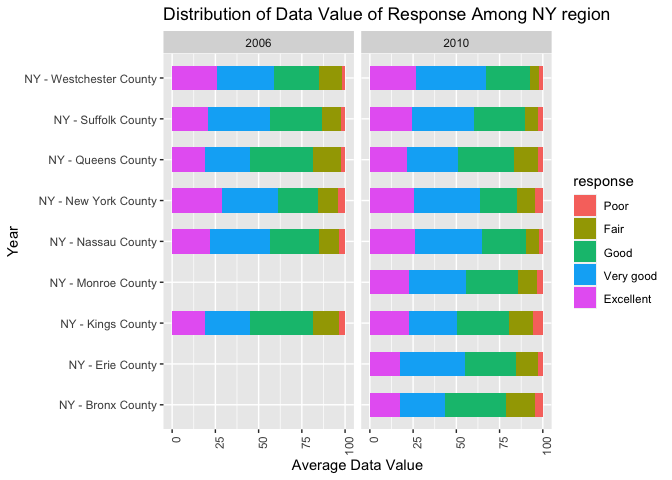 Distribution of Data Value of Response Among NY region
2006
2010
NY - Westchester County
NY - Suffolk County
NY - Queens County
NY - New York County
NY - Nassau County
NY - Monroe County
NY - Kings County
NY - Erie County
NY - Bronx County
Year
0
25
50
75
100
0
25
50
75
100
Average Data Value
response
Poor
Fair
Good
Very good
Excellent